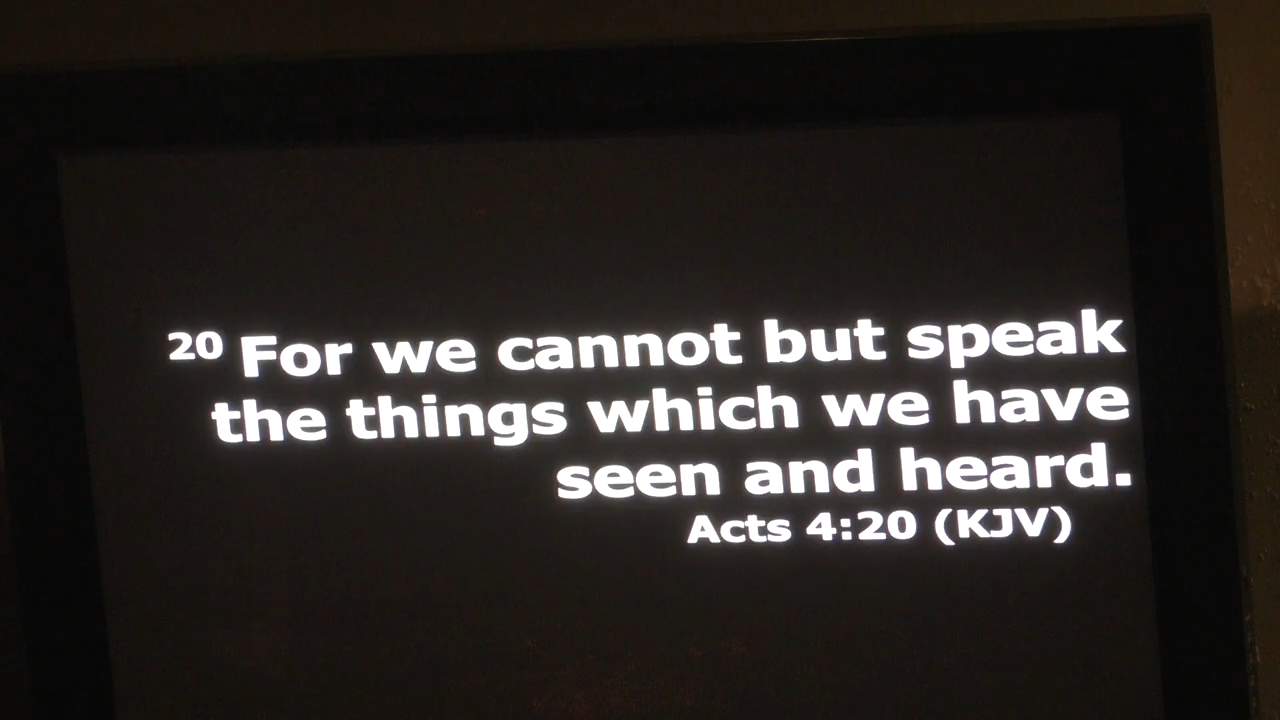 20 For we cannot but speak
the things which we have
seen and heard.
Acts 4:20 (KJV)